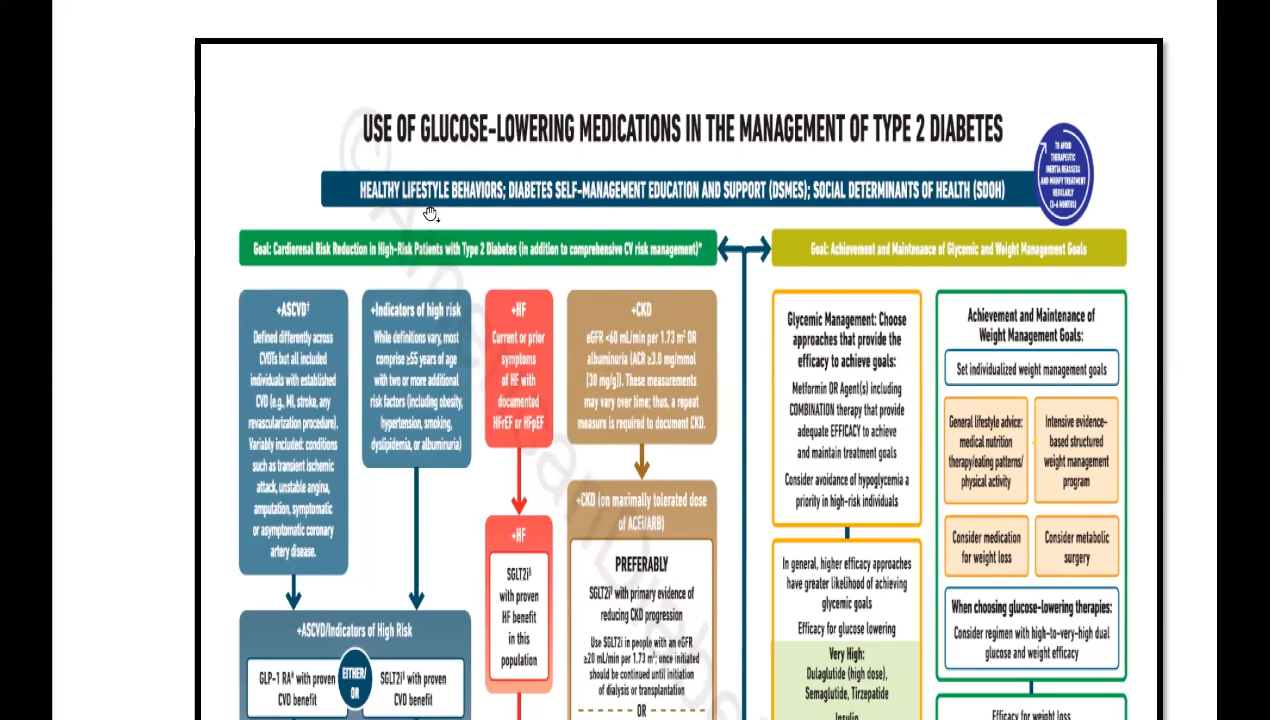 USE OF GLUCOSE-LOWERING MEDICATIONS IN THE MANAGEMENT OF TYPE 2 DIABETES
TO AVOID
THERAPEUTIC
INERTIA REASSESS
AND MODIFY TREATMENT
REGULARLY
(3-6 MONTHS)
HEALTHY LIFESTYLE BEHAVIORS; DIABETES SELF-MANAGEMENT EDUCATION AND SUPPORT (DSMES); SOCIAL DETERMINANTS OF HEALTH (SDOH)
Goal: Cardiorenal Risk Reduction in High-Risk Patients with Type 2 Diabetes (in addition to comprehensive CV risk management)*
+ASCVD†
Defined differently across
CVOTs but all included
individuals with established
CVD (e.g., MI, stroke, any
revascularization procedure).
Variably included: conditions
such as transient ischemic
attack, unstable angina,
amputation, symptomatic
or asymptomatic coronary
artery disease.
+Indicators of high risk
While definitions vary, most
comprise ≥55 years of age
with two or more additional
risk factors (including obesity,
hypertension, smoking,
dyslipidemia, or albuminuria)
+HF
Current or prior
symptoms
of HF with
documented
HFrEF or HFpEF
+CKD
eGFR <60 mL/min per 1.73 m² OR
albuminuria (ACR ≥3.0 mg/mmol
[30 mg/g]). These measurements
may vary over time; thus, a repeat
measure is required to document CKD.
+ASCVD/Indicators of High Risk
GLP-1 RA# with proven
CVD benefit
EITHER/
OR
SGLT2i§ with proven
CVD benefit
+HF
SGLT2i§
with proven
HF benefit
in this
population
+CKD (on maximally tolerated dose
of ACEi/ARB)
PREFERABLY
SGLT2i§ with primary evidence of
reducing CKD progression
Use SGLT2i in people with an eGFR
≥20 mL/min per 1.73 m²; once initiated
should be continued until initiation
of dialysis or transplantation
OR
Goal: Achievement and Maintenance of Glycemic and Weight Management Goals
Glycemic Management: Choose
approaches that provide the
efficacy to achieve goals:
Metformin OR Agent(s) including
COMBINATION therapy that provide
adequate EFFICACY to achieve
and maintain treatment goals
Consider avoidance of hypoglycemia a
priority in high-risk individuals
In general, higher efficacy approaches
have greater likelihood of achieving
glycemic goals
Efficacy for glucose lowering
Very High:
Dulaglutide (high dose),
Semaglutide, Tirzepatide
Insulin
Achievement and Maintenance of
Weight Management Goals:
Set individualized weight management goals
General lifestyle advice:
medical nutrition
therapy/eating patterns/
physical activity
Intensive evidence-
based structured
weight management
program
Consider medication
for weight loss
Consider metabolic
surgery
When choosing glucose-lowering therapies:
Consider regimen with high-to-very-high dual
glucose and weight efficacy
Efficacy for weight loss